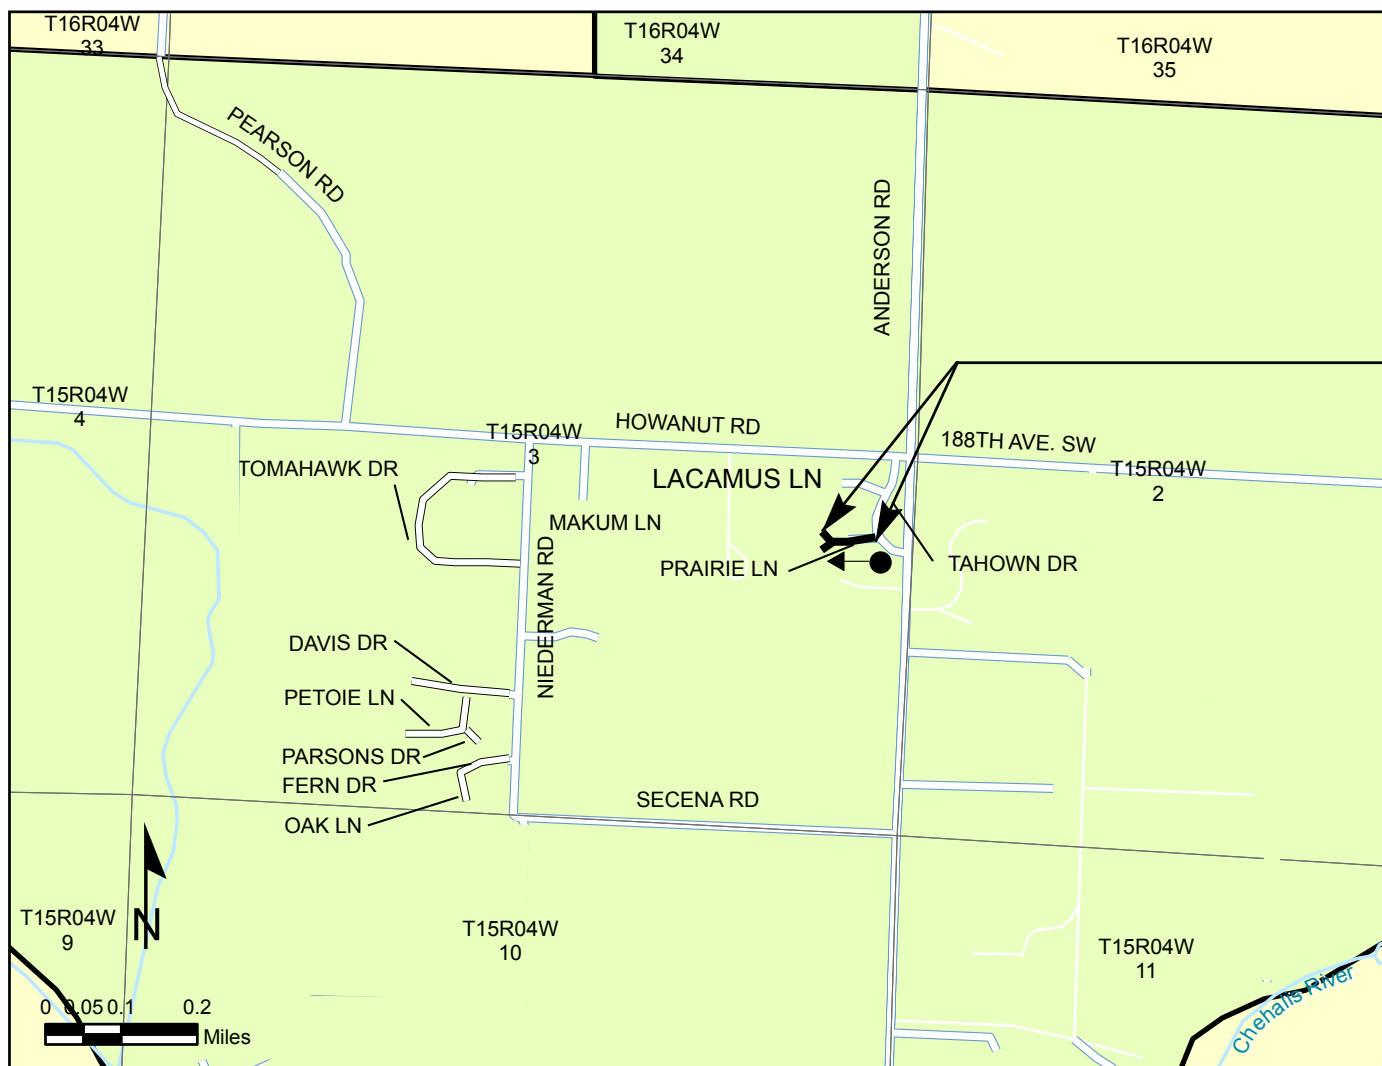 T16R04W
33
T16R04W
34
T16R04W
35
PEARSON RD
ANDERSON RD
T15R04W
4
HOWANUT RD
T15R04W
3
188TH AVE. SW
T15R04W
2
TOMAHAWK DR
LACAMUS LN
MAKUM LN
PRAIRIE LN
TAHOWN DR
NIEDERMAN RD
DAVIS DR
PETOIE LN
PARSONS DR
FERN DR
OAK LN
SECENA RD
T15R04W
9
N
T15R04W
10
T15R04W
11
Chehalis River
0 0.05 0.1 0.2
Miles